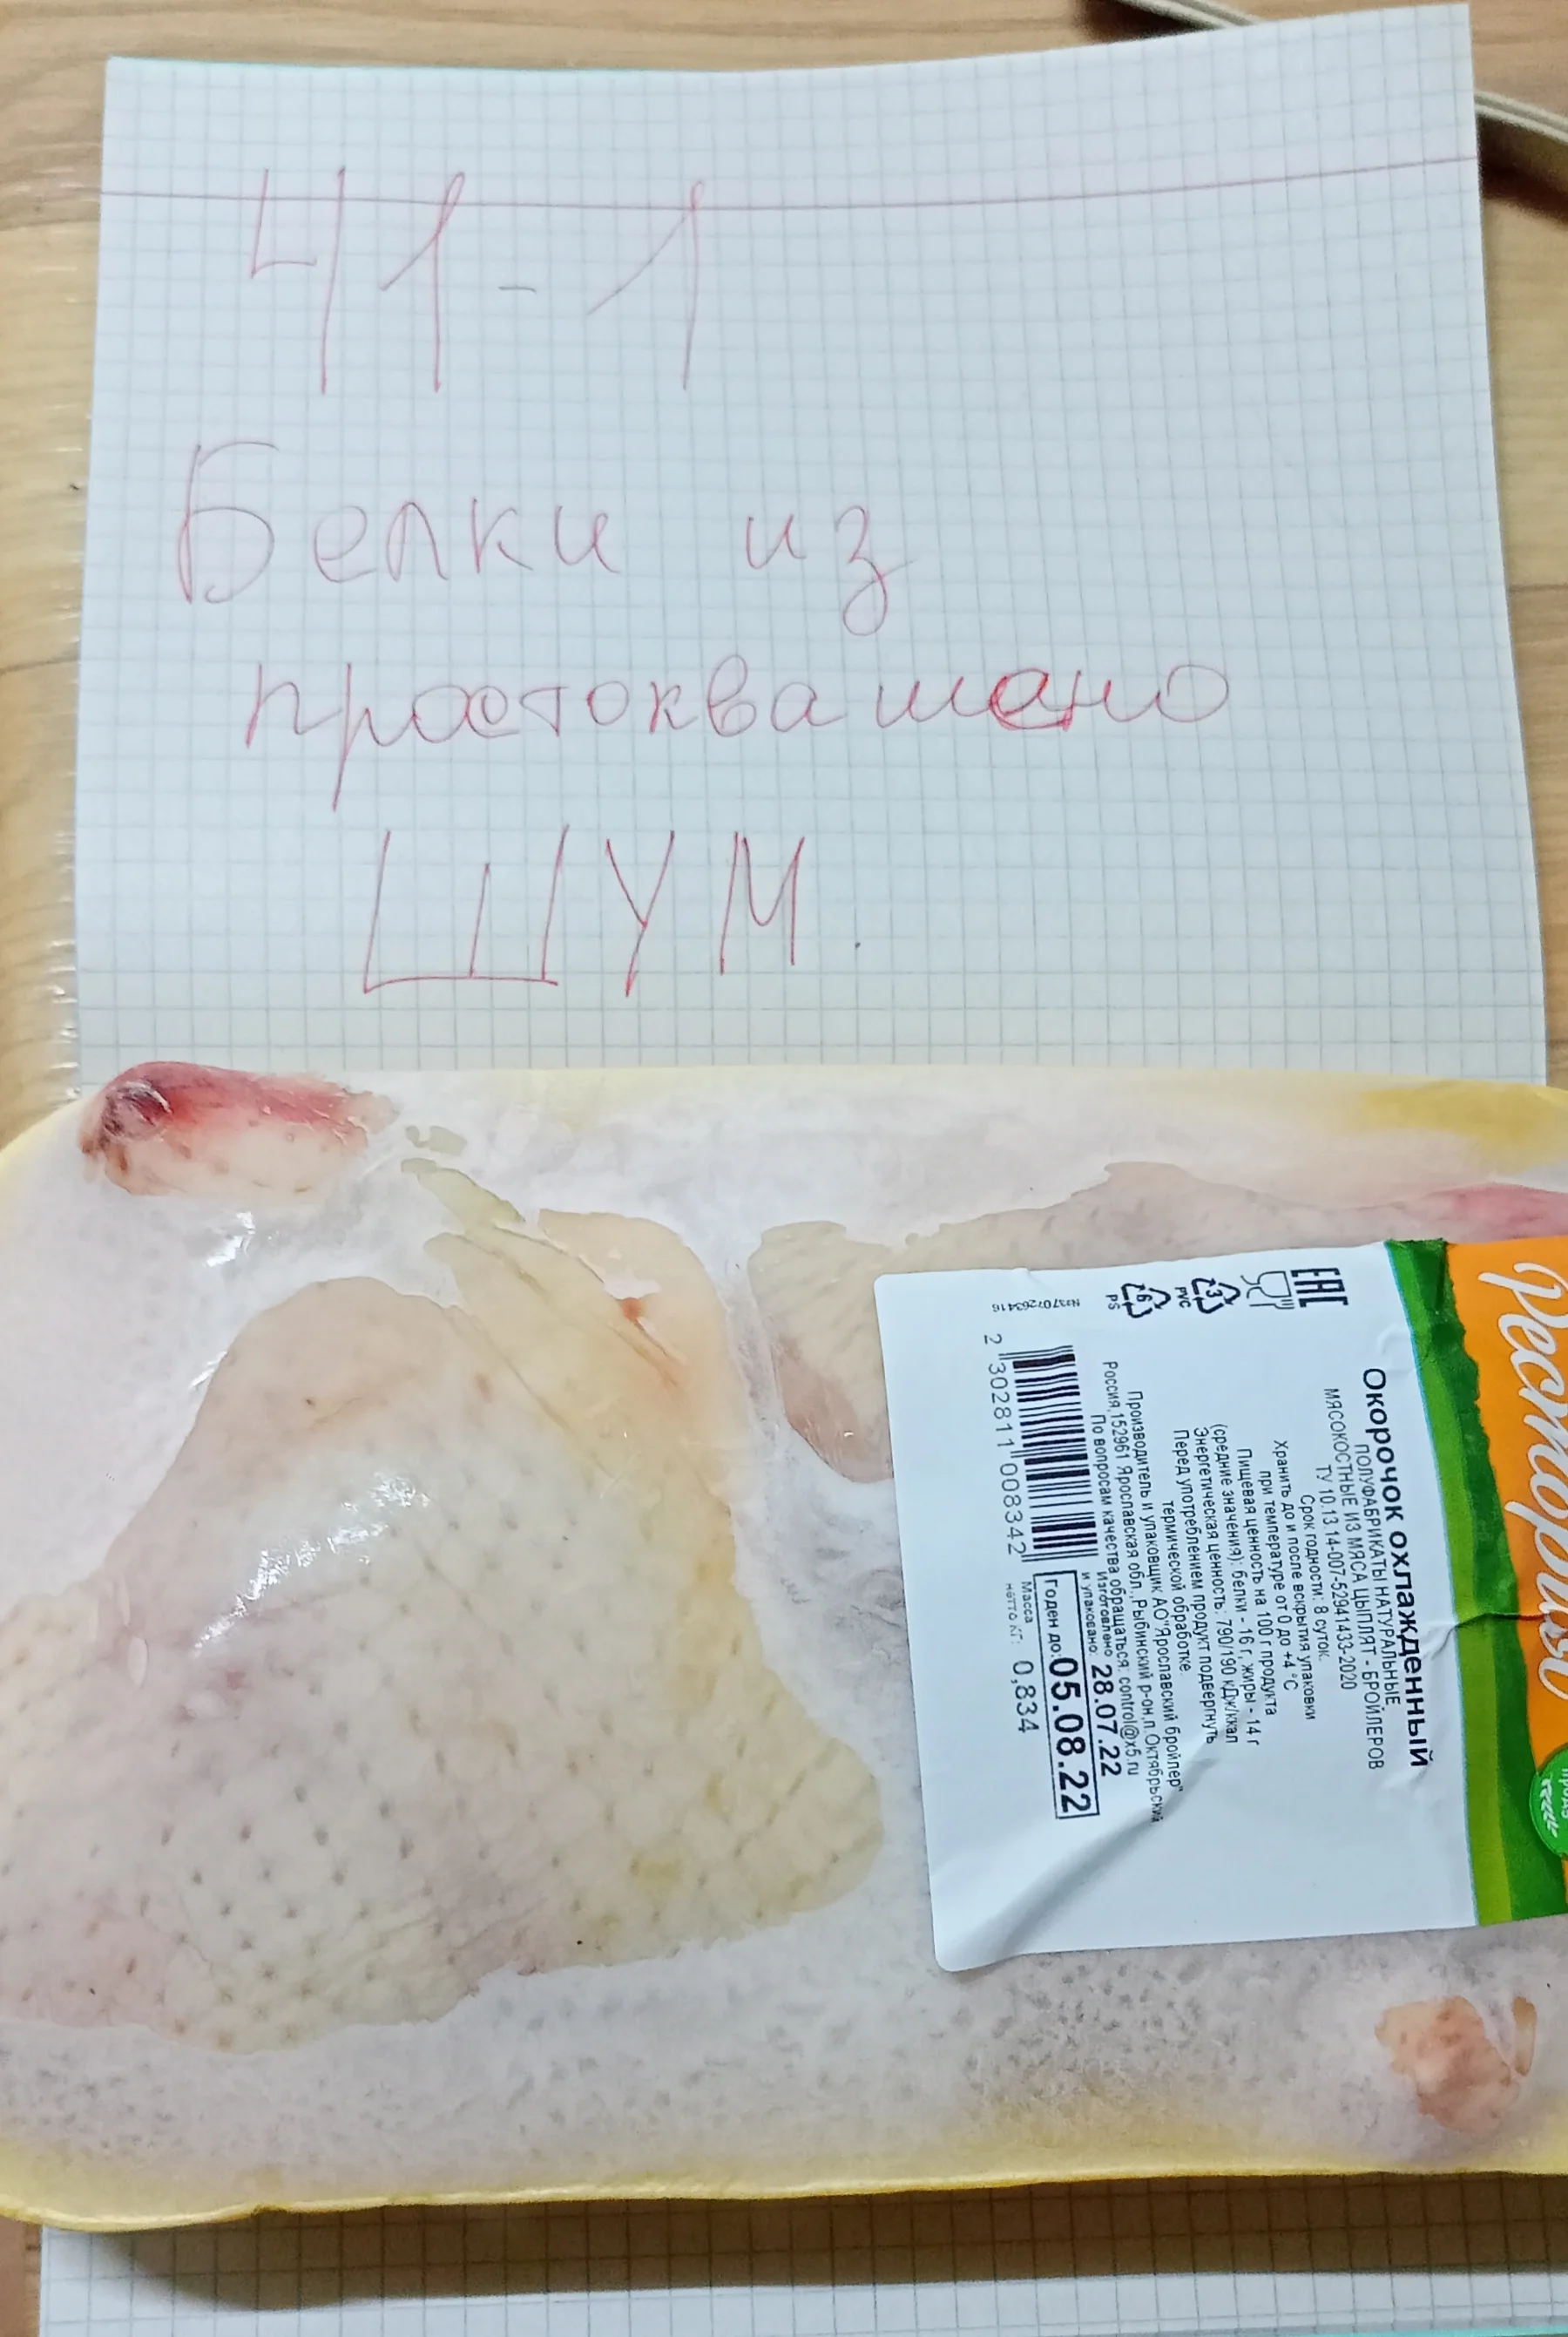 41-1
Белки из
простоквашено
ШУМ.
Ресторация
Окорочок охлажденный
ПОЛУФАБРИКАТЫ НАТУРАЛЬНЫЕ
МЯСОКОСТНЫЕ ИЗ МЯСА ЦЫПЛЯТ - БРОЙЛЕРОВ
ТУ 10.13.14-007-52941433-2020
Срок годности: 8 суток.
Хранить до и после вскрытия упаковки
при температуре от 0 до +4 °С
Пищевая ценность на 100 г продукта
(средние значения): белки - 16 г, жиры - 14 г
Энергетическая ценность: 790/190 кДж/ккал
Перед употреблением продукт подвергнуть
термической обработке.
Производитель и упаковщик АО"Ярославский бройлер"
Россия,152961 Ярославская обл.,Рыбинский р-он,п.Октябрьский
По вопросам качества обращаться: control@x5.ru
Изготовлено
и упаковано: 28.07.22
Годен до: 05.08.22
Масса
нетто кг: 0,834
2 302811 008342
EAC
3
PVC
6
PS